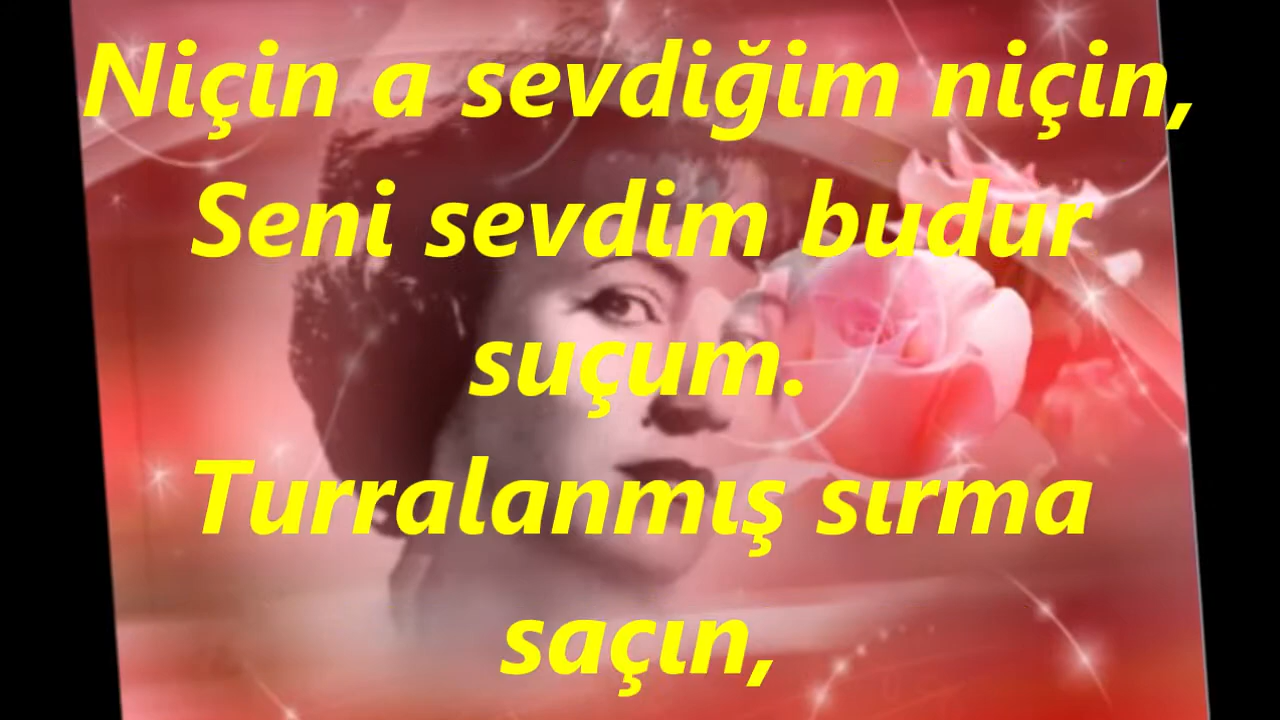 Niçin a sevdiğim niçin,
Seni sevdim budur
suçum.
Turralanmış sırma
saçın,